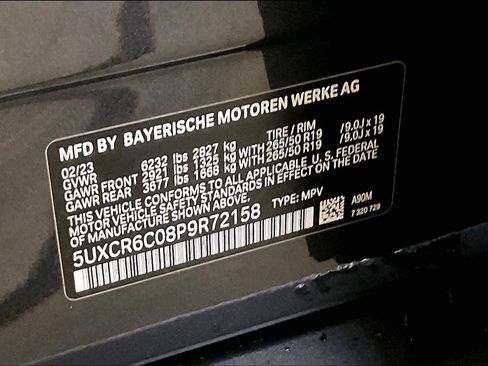 MFD BY BAYERISCHE MOTOREN WERKE AG
02/23 TIRE / RIM
GVWR 6232 lbs 2827 kg
GAWR FRONT 2921 lbs 1325 kg WITH 265/50 R19 /9.0J x 19
GAWR REAR 3677 lbs 1668 kg WITH 265/50 R19 /9.0J x 19
THIS VEHICLE CONFORMS TO ALL APPLICABLE U.S. FEDERAL
MOTOR VEHICLE SAFETY STANDARDS IN EFFECT ON THE
DATE OF MANUFACTURE SHOWN ABOVE.
5UXCR6C08P9R72158 TYPE: MPV A90M
7 320 729